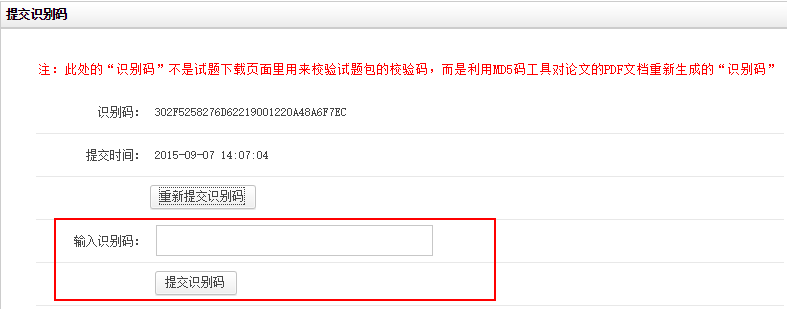 提交识别码
注：此处的“识别码”不是试题下载页面里用来校验试题包的校验码，而是利用MD5码工具对论文的PDF文档重新生成的“识别码”
识别码： 302F5258276D62219001220A48A6F7EC
提交时间： 2015-09-07 14:07:04
重新提交识别码
输入识别码：
提交识别码